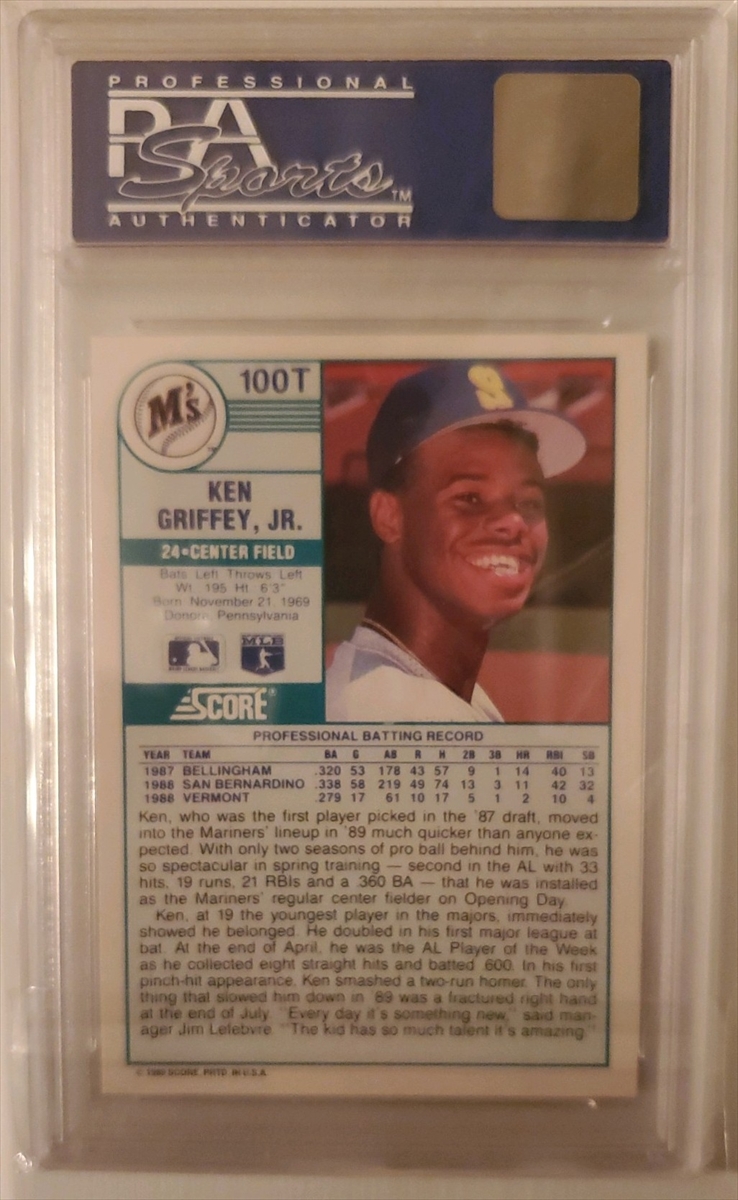 PROFESSIONAL
PSA
Sports™
AUTHENTICATOR
M's
100T
KEN
GRIFFEY, JR.
24•CENTER FIELD
Bats: Left Throws: Left
Wt: 195 Ht: 6'3"
Born: November 21, 1969
Donora, Pennsylvania
MLB
SCORE®
PROFESSIONAL BATTING RECORD
YEAR TEAM BA G AB R H 2B 3B HR RBI SB
1987 BELLINGHAM .320 53 178 43 57 9 1 14 40 13
1988 SAN BERNARDINO .338 58 219 49 74 13 3 11 42 32
1988 VERMONT .279 17 61 10 17 5 1 2 10 4
Ken, who was the first player picked in the '87 draft, moved
into the Mariners' lineup in '89 much quicker than anyone ex-
pected. With only two seasons of pro ball behind him, he was
so spectacular in spring training — second in the AL with 33
hits, 19 runs, 21 RBIs and a .360 BA — that he was installed
as the Mariners' regular center fielder on Opening Day.
Ken, at 19 the youngest player in the majors, immediately
showed he belonged. He doubled in his first major league at
bat. At the end of April, he was the AL Player of the Week
as he collected eight straight hits and batted .600. In his first
pinch-hit appearance, Ken smashed a two-run homer. The only
thing that slowed him down in '89 was a fractured right hand
at the end of July. "Every day it's something new," said man-
ager Jim Lefebvre. "The kid has so much talent it's amazing."
© 1989 SCORE, PRTD. IN U.S.A.